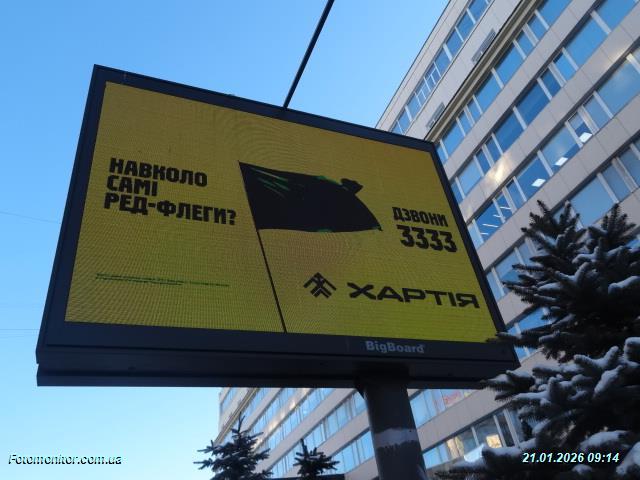 НАВКОЛО
САМІ
РЕД-ФЛЕГИ?
ДЗВОНИ
3333
ХАРТІЯ
BigBoard
Fotomonitor.com.ua
21.01.2026 09:14